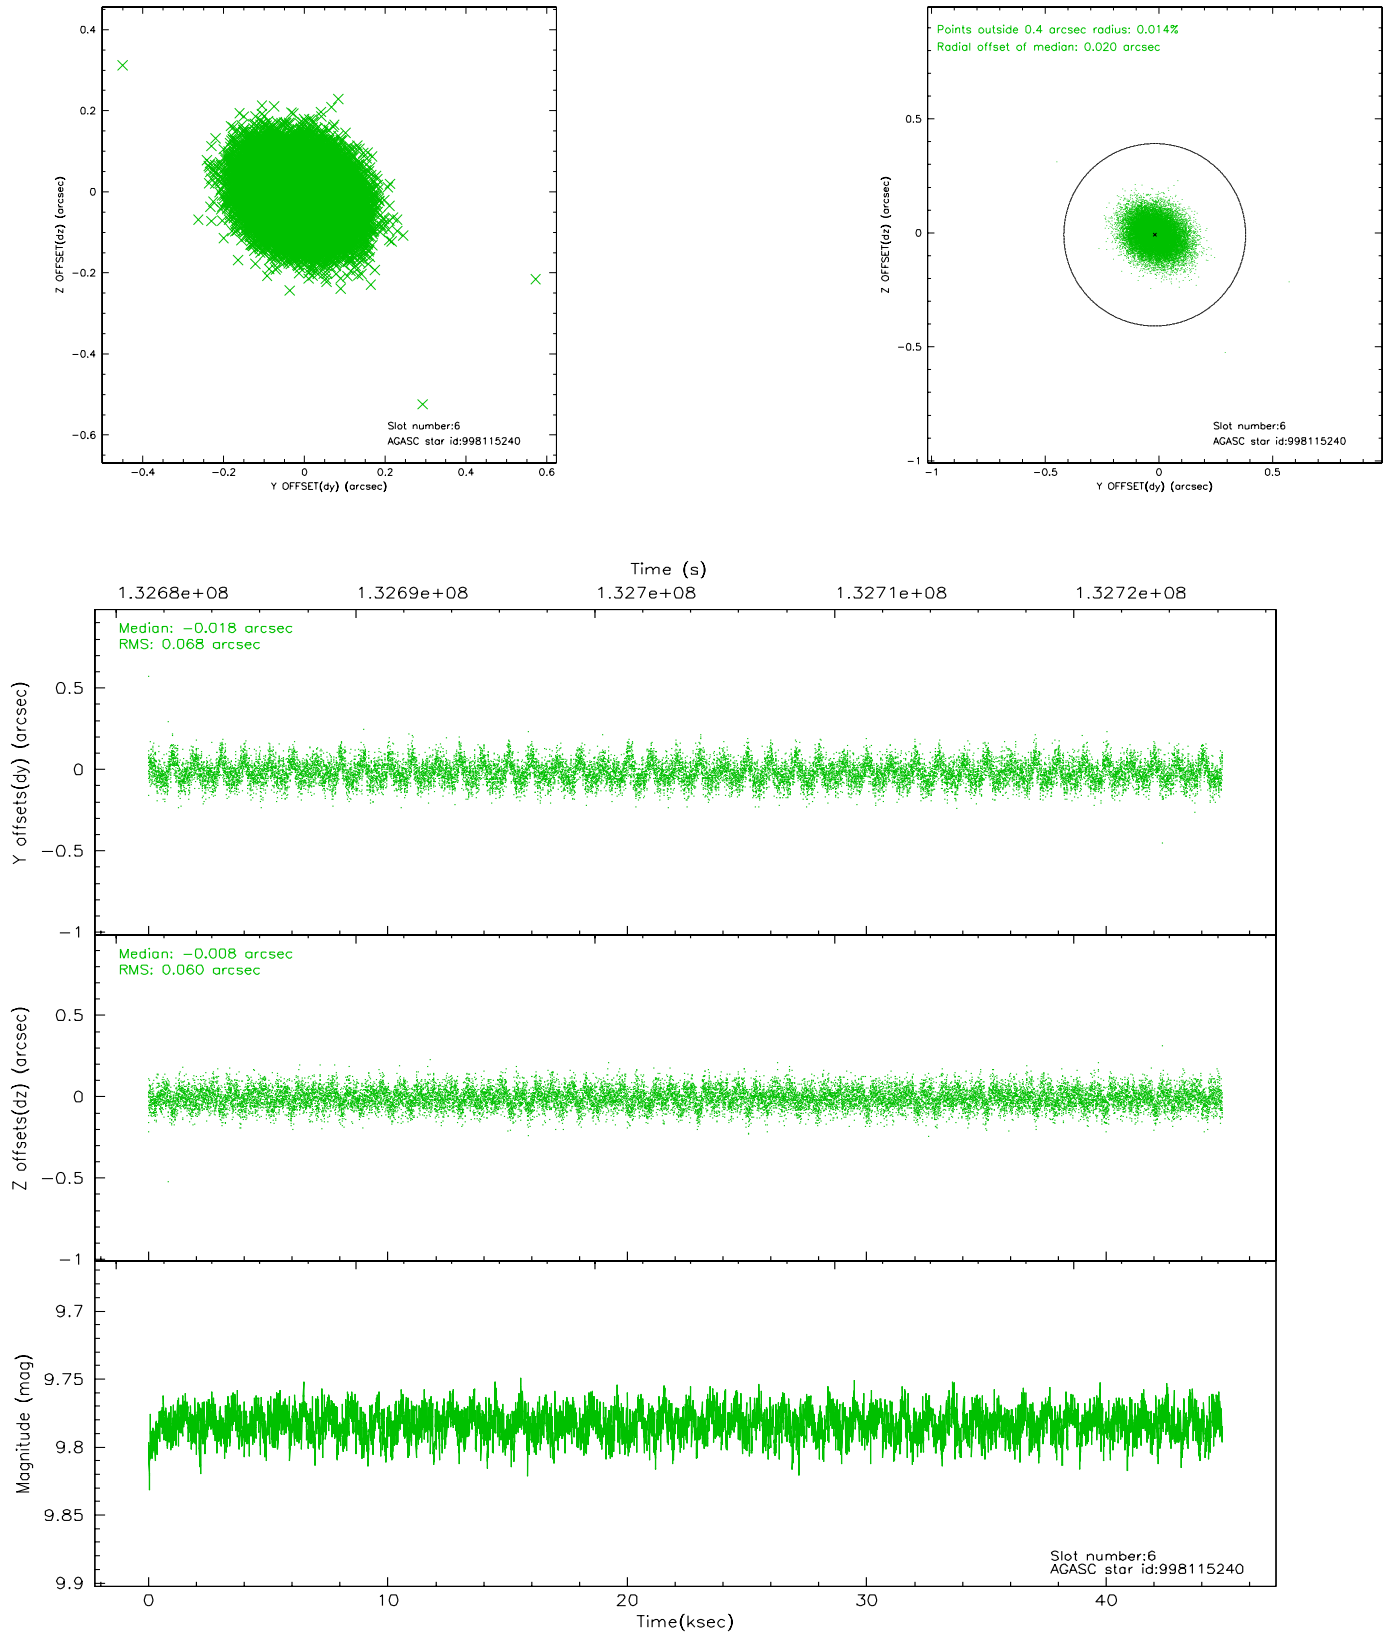 0.4
0.2
0
−0.2
−0.4
−0.6
Z OFFSET(dz) (arcsec)
Slot number:6
AGASC star id:998115240
−0.4 −0.2 0 0.2 0.4 0.6
Y OFFSET(dy) (arcsec)
Points outside 0.4 arcsec radius: 0.014%
Radial offset of median: 0.020 arcsec
0.5
0
−0.5
−1
Z OFFSET(dz) (arcsec)
Slot number:6
AGASC star id:998115240
−1 −0.5 0 0.5
Y OFFSET(dy) (arcsec)
Time (s)
1.3268e+08 1.3269e+08 1.327e+08 1.3271e+08 1.3272e+08
Median: −0.018 arcsec
RMS: 0.068 arcsec
0.5
0
−0.5
−1
Y offsets(dy) (arcsec)
Median: −0.008 arcsec
RMS: 0.060 arcsec
0.5
0
−0.5
−1
Z offsets(dz) (arcsec)
9.7
9.75
9.8
9.85
9.9
Magnitude (mag)
Slot number:6
AGASC star id:998115240
0 10 20 30 40
Time(ksec)